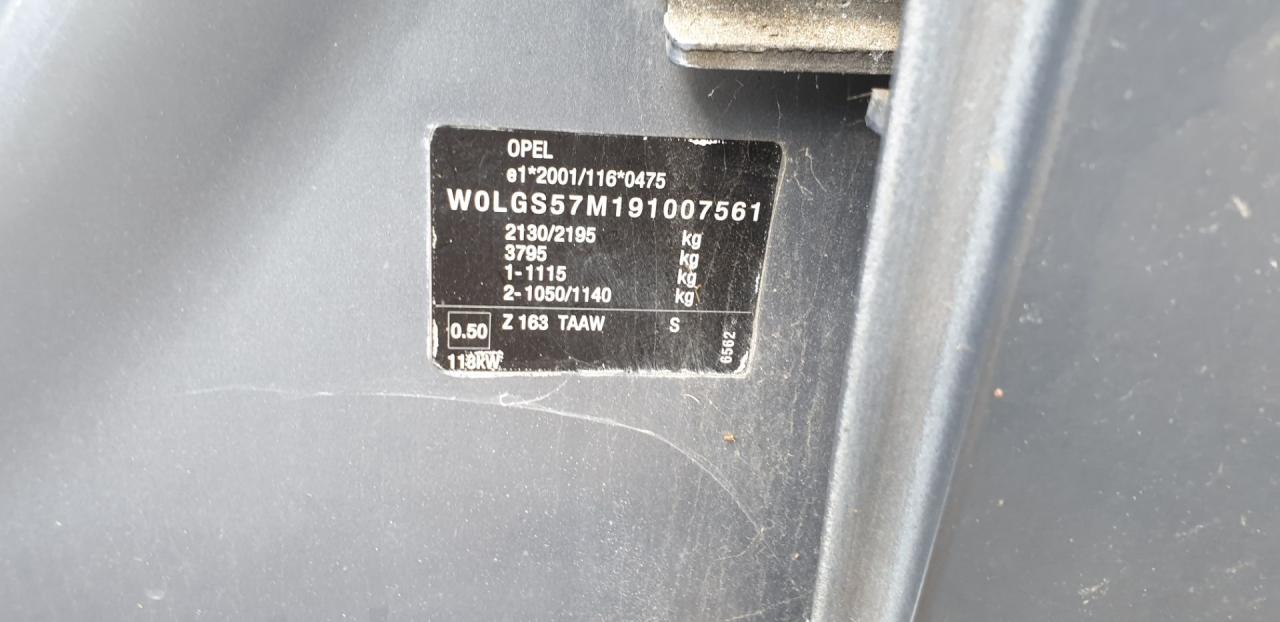 OPEL
e1*2001/116*0475
W0LGS57M191007561
2130/2195 kg
3795 kg
1-1115 kg
2-1050/1140 kg
0.50 Z 163 TAAW S
118KW
6562